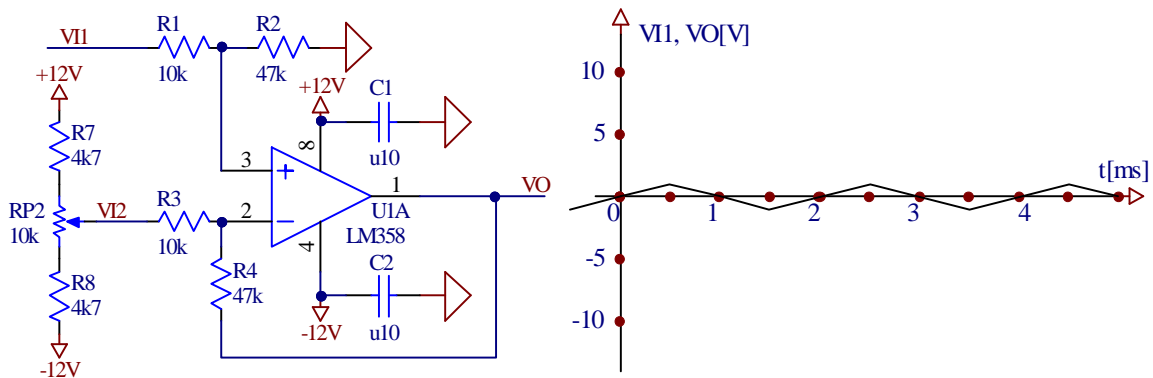 R1
R2
VI1
10k
47k
+12V
R7
4k7
RP2
10k
VI2
R3
10k
R8
4k7
-12V
R4
47k
+12V
C1
u10
8
3
+
2
−
1
VO
U1A
LM358
4
C2
u10
-12V
VI1, VO[V]
10
5
t[ms]
0
1
2
3
4
-5
-10